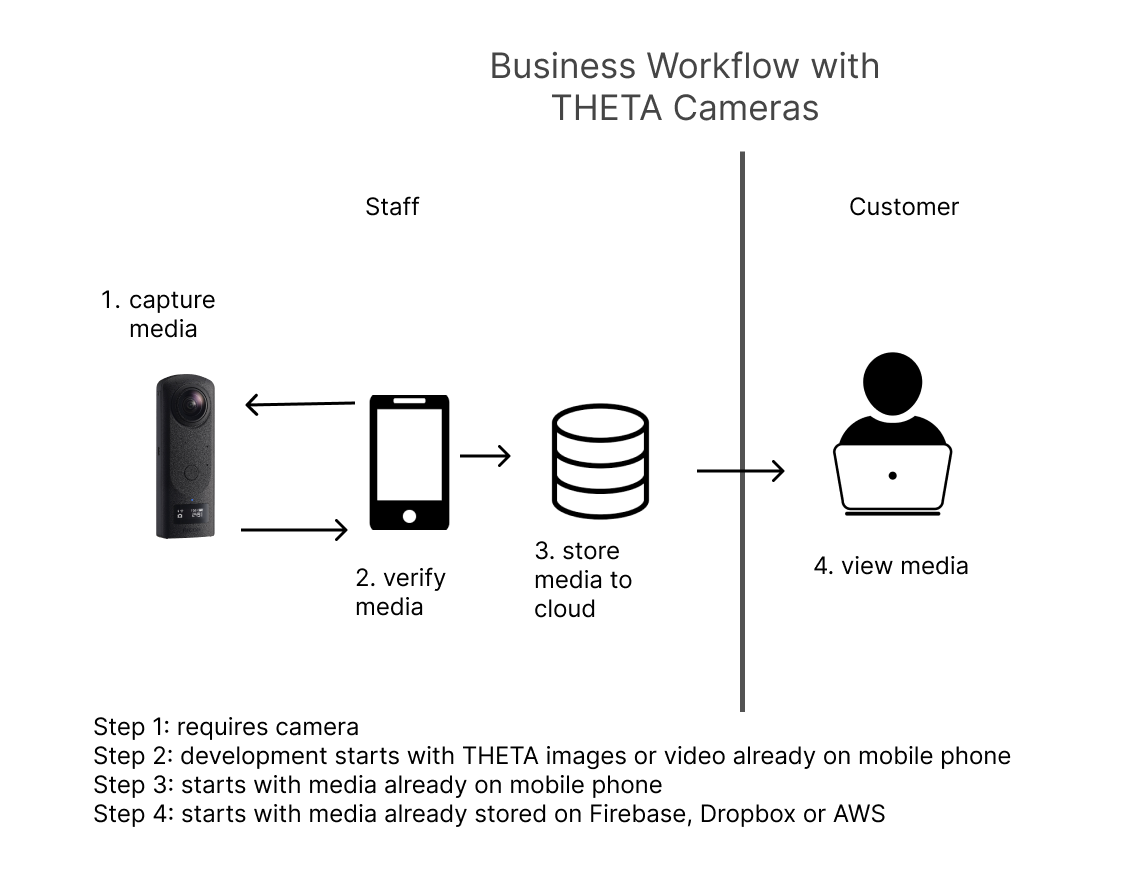 Business Workflow with
THETA Cameras
Staff
Customer
1. capture
media
2. verify
media
3. store
media to
cloud
4. view media
Step 1: requires camera
Step 2: development starts with THETA images or video already on mobile phone
Step 3: starts with media already on mobile phone
Step 4: starts with media already stored on Firebase, Dropbox or AWS